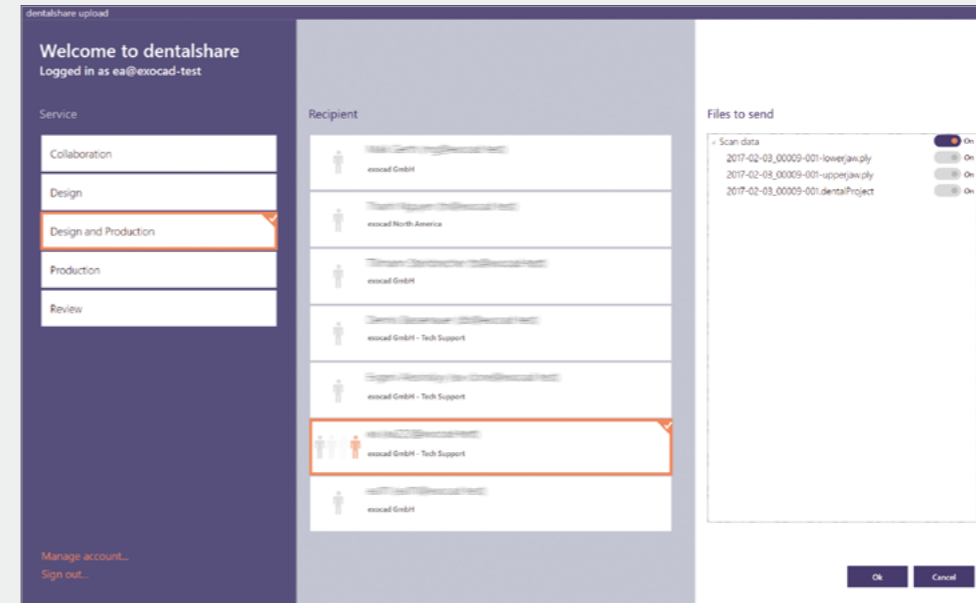 dentalshare upload
Welcome to dentalshare
Logged in as ea@exocad-test
Service
Collaboration
Design
Design and Production
Production
Review
Manage account...
Sign out...
Recipient
exocad GmbH
exocad North America
exocad GmbH
exocad GmbH - Tech Support
exocad GmbH - Tech Support
exocad GmbH - Tech Support
exocad GmbH
Files to send
Scan data On
2017-02-03_00009-001-lowerjaw.ply On
2017-02-03_00009-001-upperjaw.ply On
2017-02-03_00009-001.dentalProject On
Ok Cancel